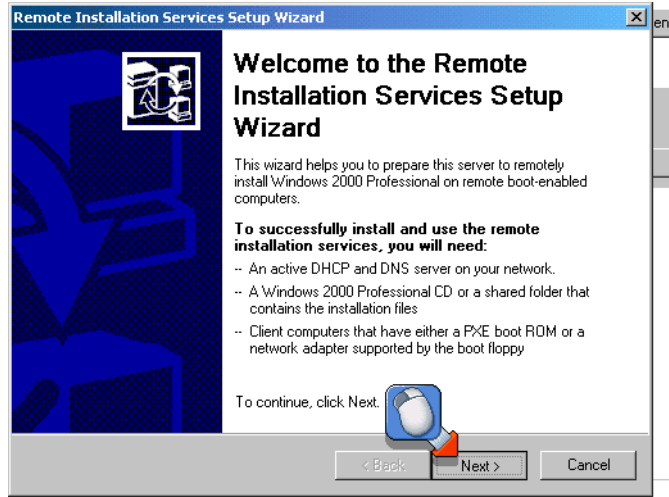 Remote Installation Services Setup Wizard
en
Welcome to the Remote
Installation Services Setup
Wizard
This wizard helps you to prepare this server to remotely
install Windows 2000 Professional on remote boot-enabled
computers.
To successfully install and use the remote
installation services, you will need:
-- An active DHCP and DNS server on your network.
-- A Windows 2000 Professional CD or a shared folder that
contains the installation files
-- Client computers that have either a PXE boot ROM or a
network adapter supported by the boot floppy
To continue, click Next.
< Back Next > Cancel